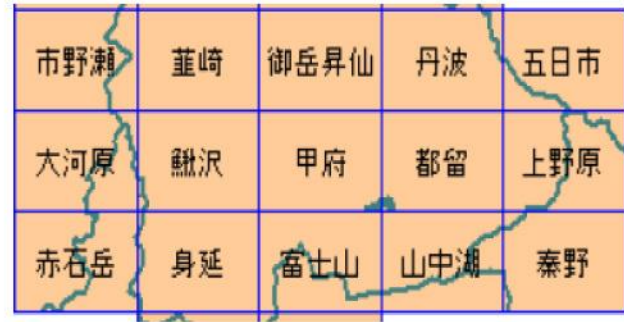 市野瀬 韮崎 御岳昇仙 丹波 五日市
大河原 鰍沢 甲府 都留 上野原
赤石岳 身延 富士山 山中湖 秦野